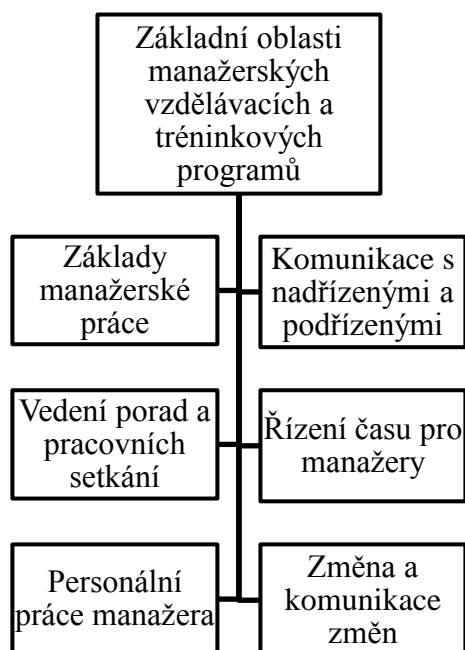 Základní oblasti
manažerských
vzdělávacích a
tréninkových
programů
Základy
manažerské
práce
Komunikace s
nadřízenými a
podřízenými
Vedení porad a
pracovních
setkání
Řízení času pro
manažery
Personální
práce manažera
Změna a
komunikace
změn